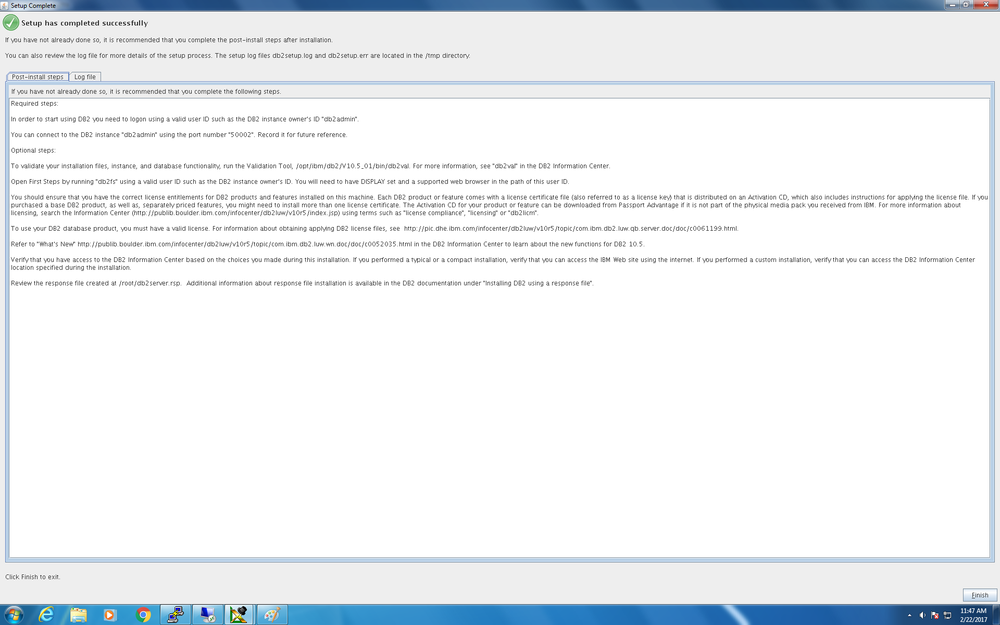 Setup Complete
Setup has completed successfully
If you have not already done so, it is recommended that you complete the post-install steps after installation.
You can also review the log file for more details of the setup process. The setup log files db2setup.log and db2setup.err are located in the /tmp directory.
Post-install steps
Log file
If you have not already done so, it is recommended that you complete the following steps.
Required steps:
In order to start using DB2 you need to logon using a valid user ID such as the DB2 instance owner's ID "db2admin".
You can connect to the DB2 instance "db2admin" using the port number "50002". Record it for future reference.
Optional steps:
To validate your installation files, instance, and database functionality, run the Validation Tool, /opt/ibm/db2/V10.5_01/bin/db2val. For more information, see "db2val" in the DB2 Information Center.
Open First Steps by running "db2fs" using a valid user ID such as the DB2 instance owner's ID. You will need to have DISPLAY set and a supported web browser in the path of this user ID.
You should ensure that you have the correct license entitlements for DB2 products and features installed on this machine. Each DB2 product or feature comes with a license certificate file (also referred to as a license key) that is distributed on an Activation CD, which also includes instructions for applying the license file. If you
purchased a base DB2 product, as well as, separately priced features, you might need to install more than one license certificate. The Activation CD for your product or feature can be downloaded from Passport Advantage if it is not part of the physical media pack you received from IBM. For more information about
licensing, search the Information Center (http://publib.boulder.ibm.com/infocenter/db2luw/v10r5/index.jsp) using terms such as "license compliance", "licensing" or "db2licm".
To use your DB2 database product, you must have a valid license. For information about obtaining applying DB2 license files, see  http://pic.dhe.ibm.com/infocenter/db2luw/v10r5/topic/com.ibm.db2.luw.qb.server.doc/doc/c0061199.html.
Refer to "What's New" http://publib.boulder.ibm.com/infocenter/db2luw/v10r5/topic/com.ibm.db2.luw.wn.doc/doc/c0052035.html in the DB2 Information Center to learn about the new functions for DB2 10.5.
Verify that you have access to the DB2 Information Center based on the choices you made during this installation. If you performed a typical or a compact installation, verify that you can access the IBM Web site using the internet. If you performed a custom installation, verify that you can access the DB2 Information Center
location specified during the installation.
Review the response file created at /root/db2server.rsp.  Additional information about response file installation is available in the DB2 documentation under "Installing DB2 using a response file".
Click Finish to exit.
Finish
11:47 AM
2/22/2017